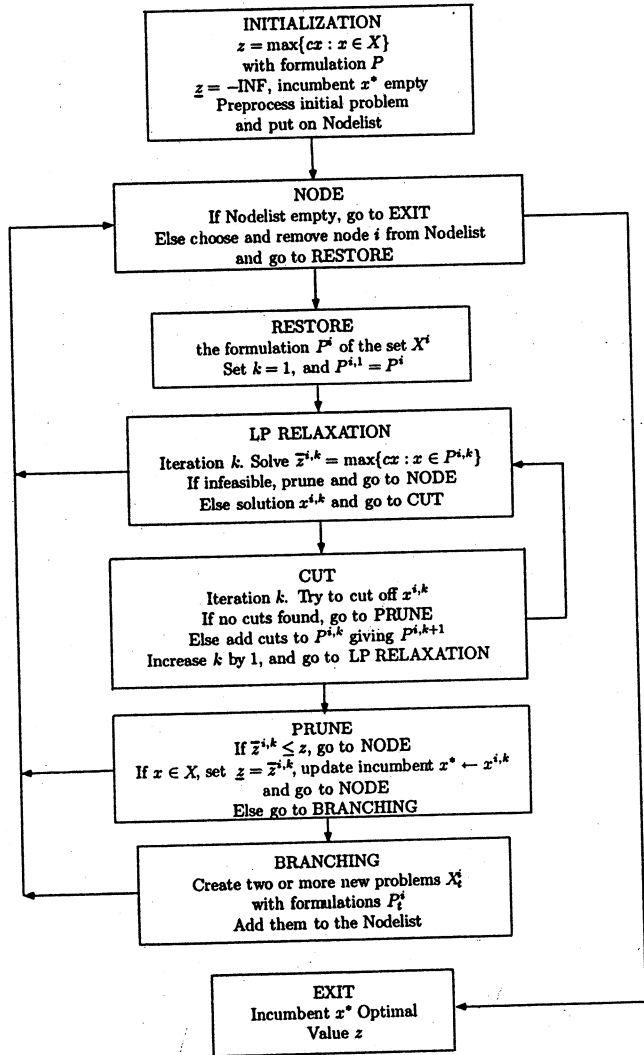 INITIALIZATION
z = max{cx : x ∈ X}
with formulation P
z̲ = −INF, incumbent x* empty
Preprocess initial problem
and put on Nodelist
NODE
If Nodelist empty, go to EXIT
Else choose and remove node i from Nodelist
and go to RESTORE
RESTORE
the formulation Pⁱ of the set Xⁱ
Set k = 1, and P^{i,1} = Pⁱ
LP RELAXATION
Iteration k. Solve z̄^{i,k} = max{cx : x ∈ P^{i,k}}
If infeasible, prune and go to NODE
Else solution x^{i,k} and go to CUT
CUT
Iteration k. Try to cut off x^{i,k}
If no cuts found, go to PRUNE
Else add cuts to P^{i,k} giving P^{i,k+1}
Increase k by 1, and go to LP RELAXATION
PRUNE
If z̄^{i,k} ≤ z, go to NODE
If x ∈ X, set z̲ = z̄^{i,k}, update incumbent x* ← x^{i,k}
and go to NODE
Else go to BRANCHING
BRANCHING
Create two or more new problems X_t^i
with formulations P_t^i
Add them to the Nodelist
EXIT
Incumbent x* Optimal
Value z